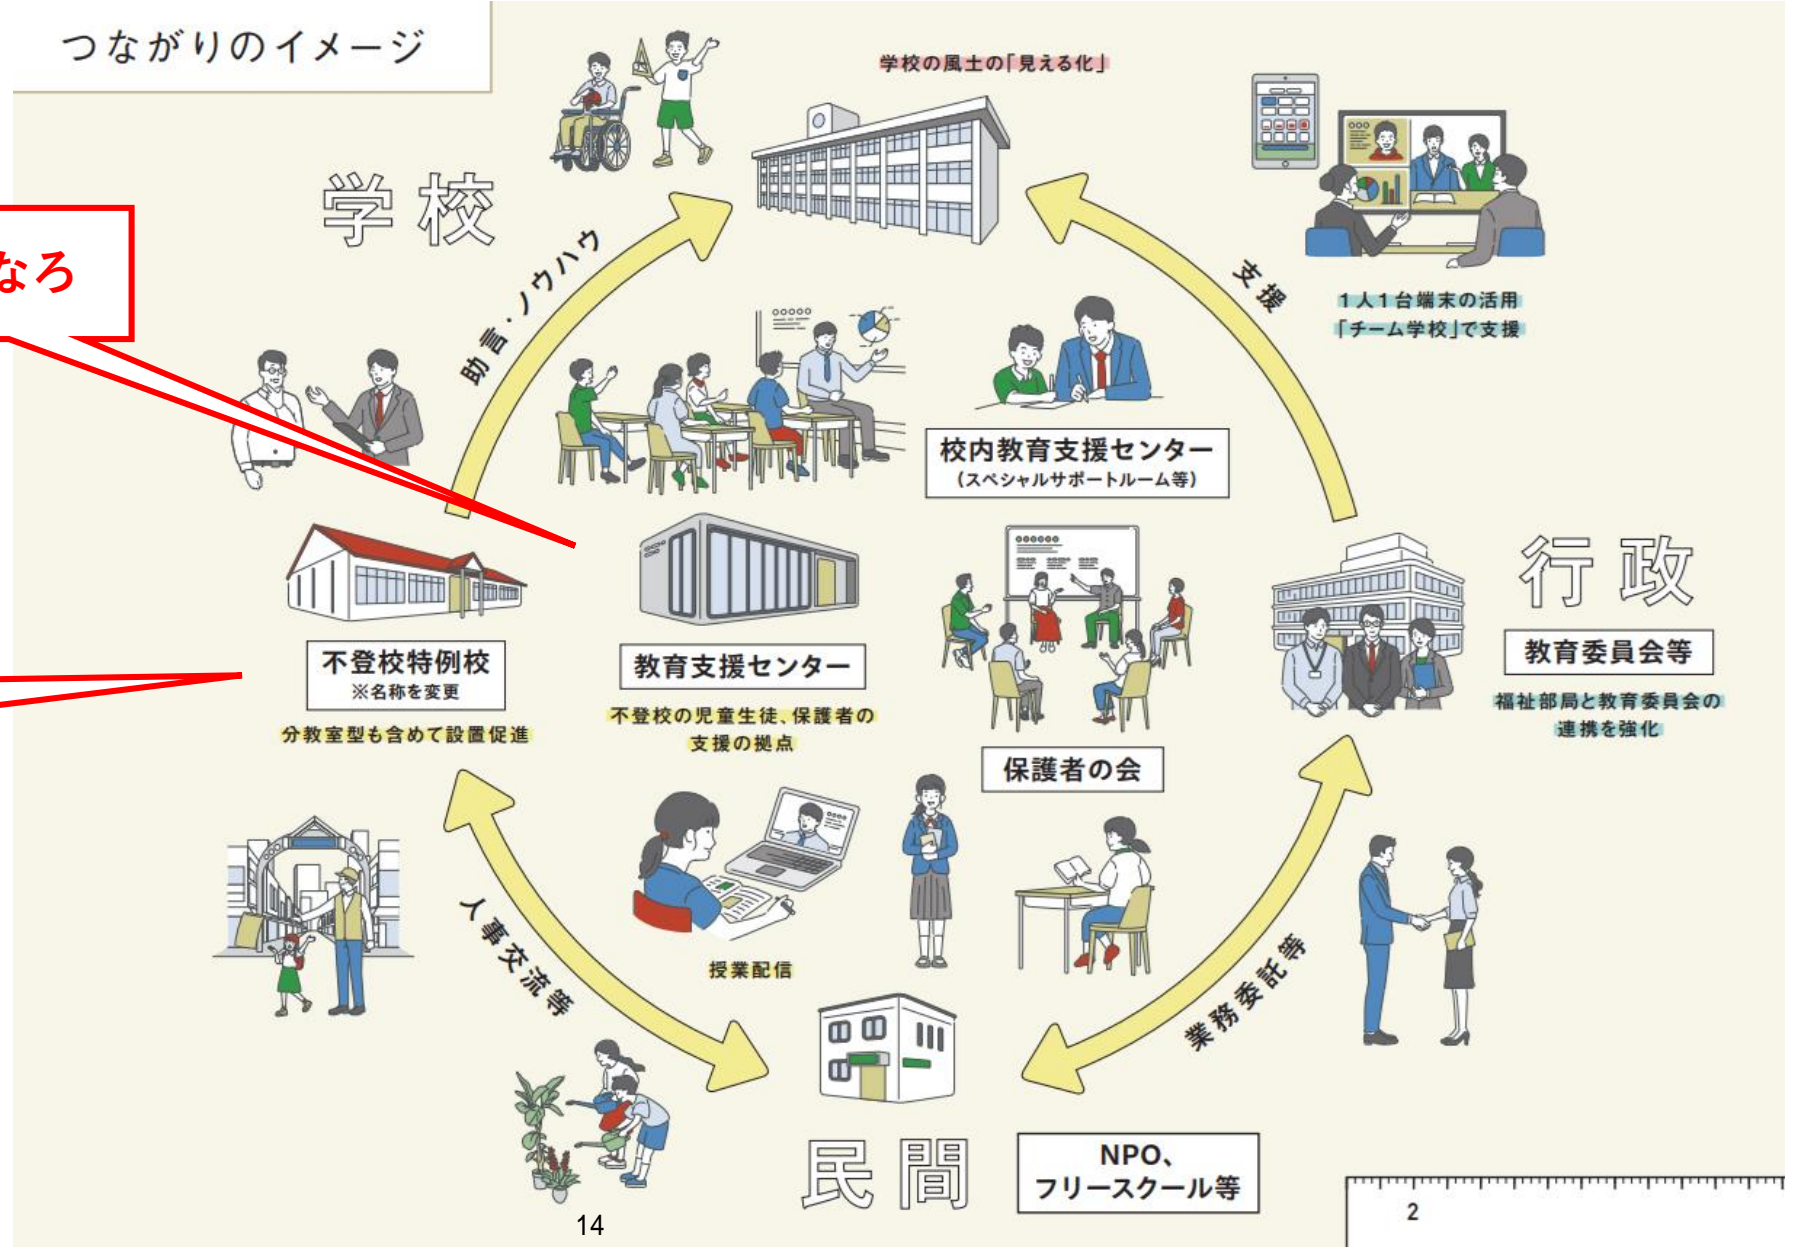 つながりのイメージ
学校の風土の「見える化」
学校
なろ
助言・ノウハウ
支援
1人1台端末の活用
「チーム学校」で支援
校内教育支援センター
(スペシャルサポートルーム等)
行政
教育委員会等
福祉部局と教育委員会の
連携を強化
不登校特例校
※名称を変更
分教室型も含めて設置促進
教育支援センター
不登校の児童生徒、保護者の
支援の拠点
保護者の会
人事交流等
授業配信
業務委託等
民間
NPO、
フリースクール等
14
2